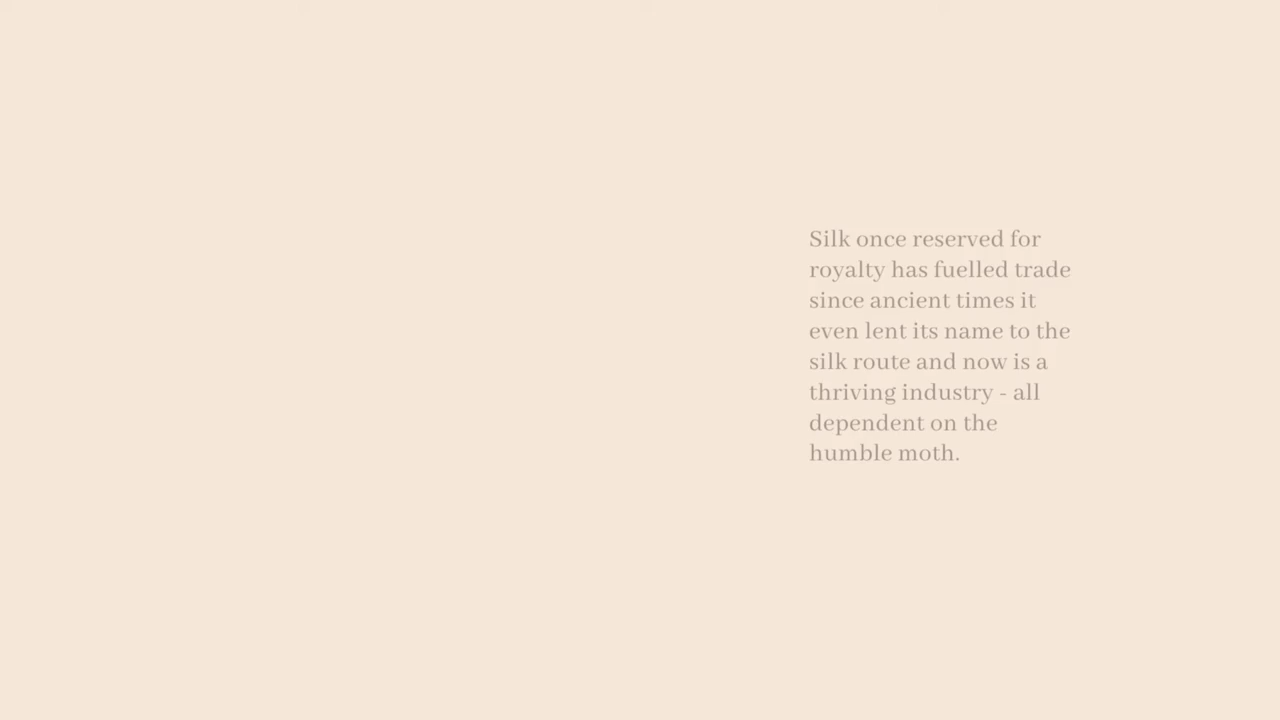 Silk once reserved for
royalty has fuelled trade
since ancient times it
even lent its name to the
silk route and now is a
thriving industry - all
dependent on the
humble moth.